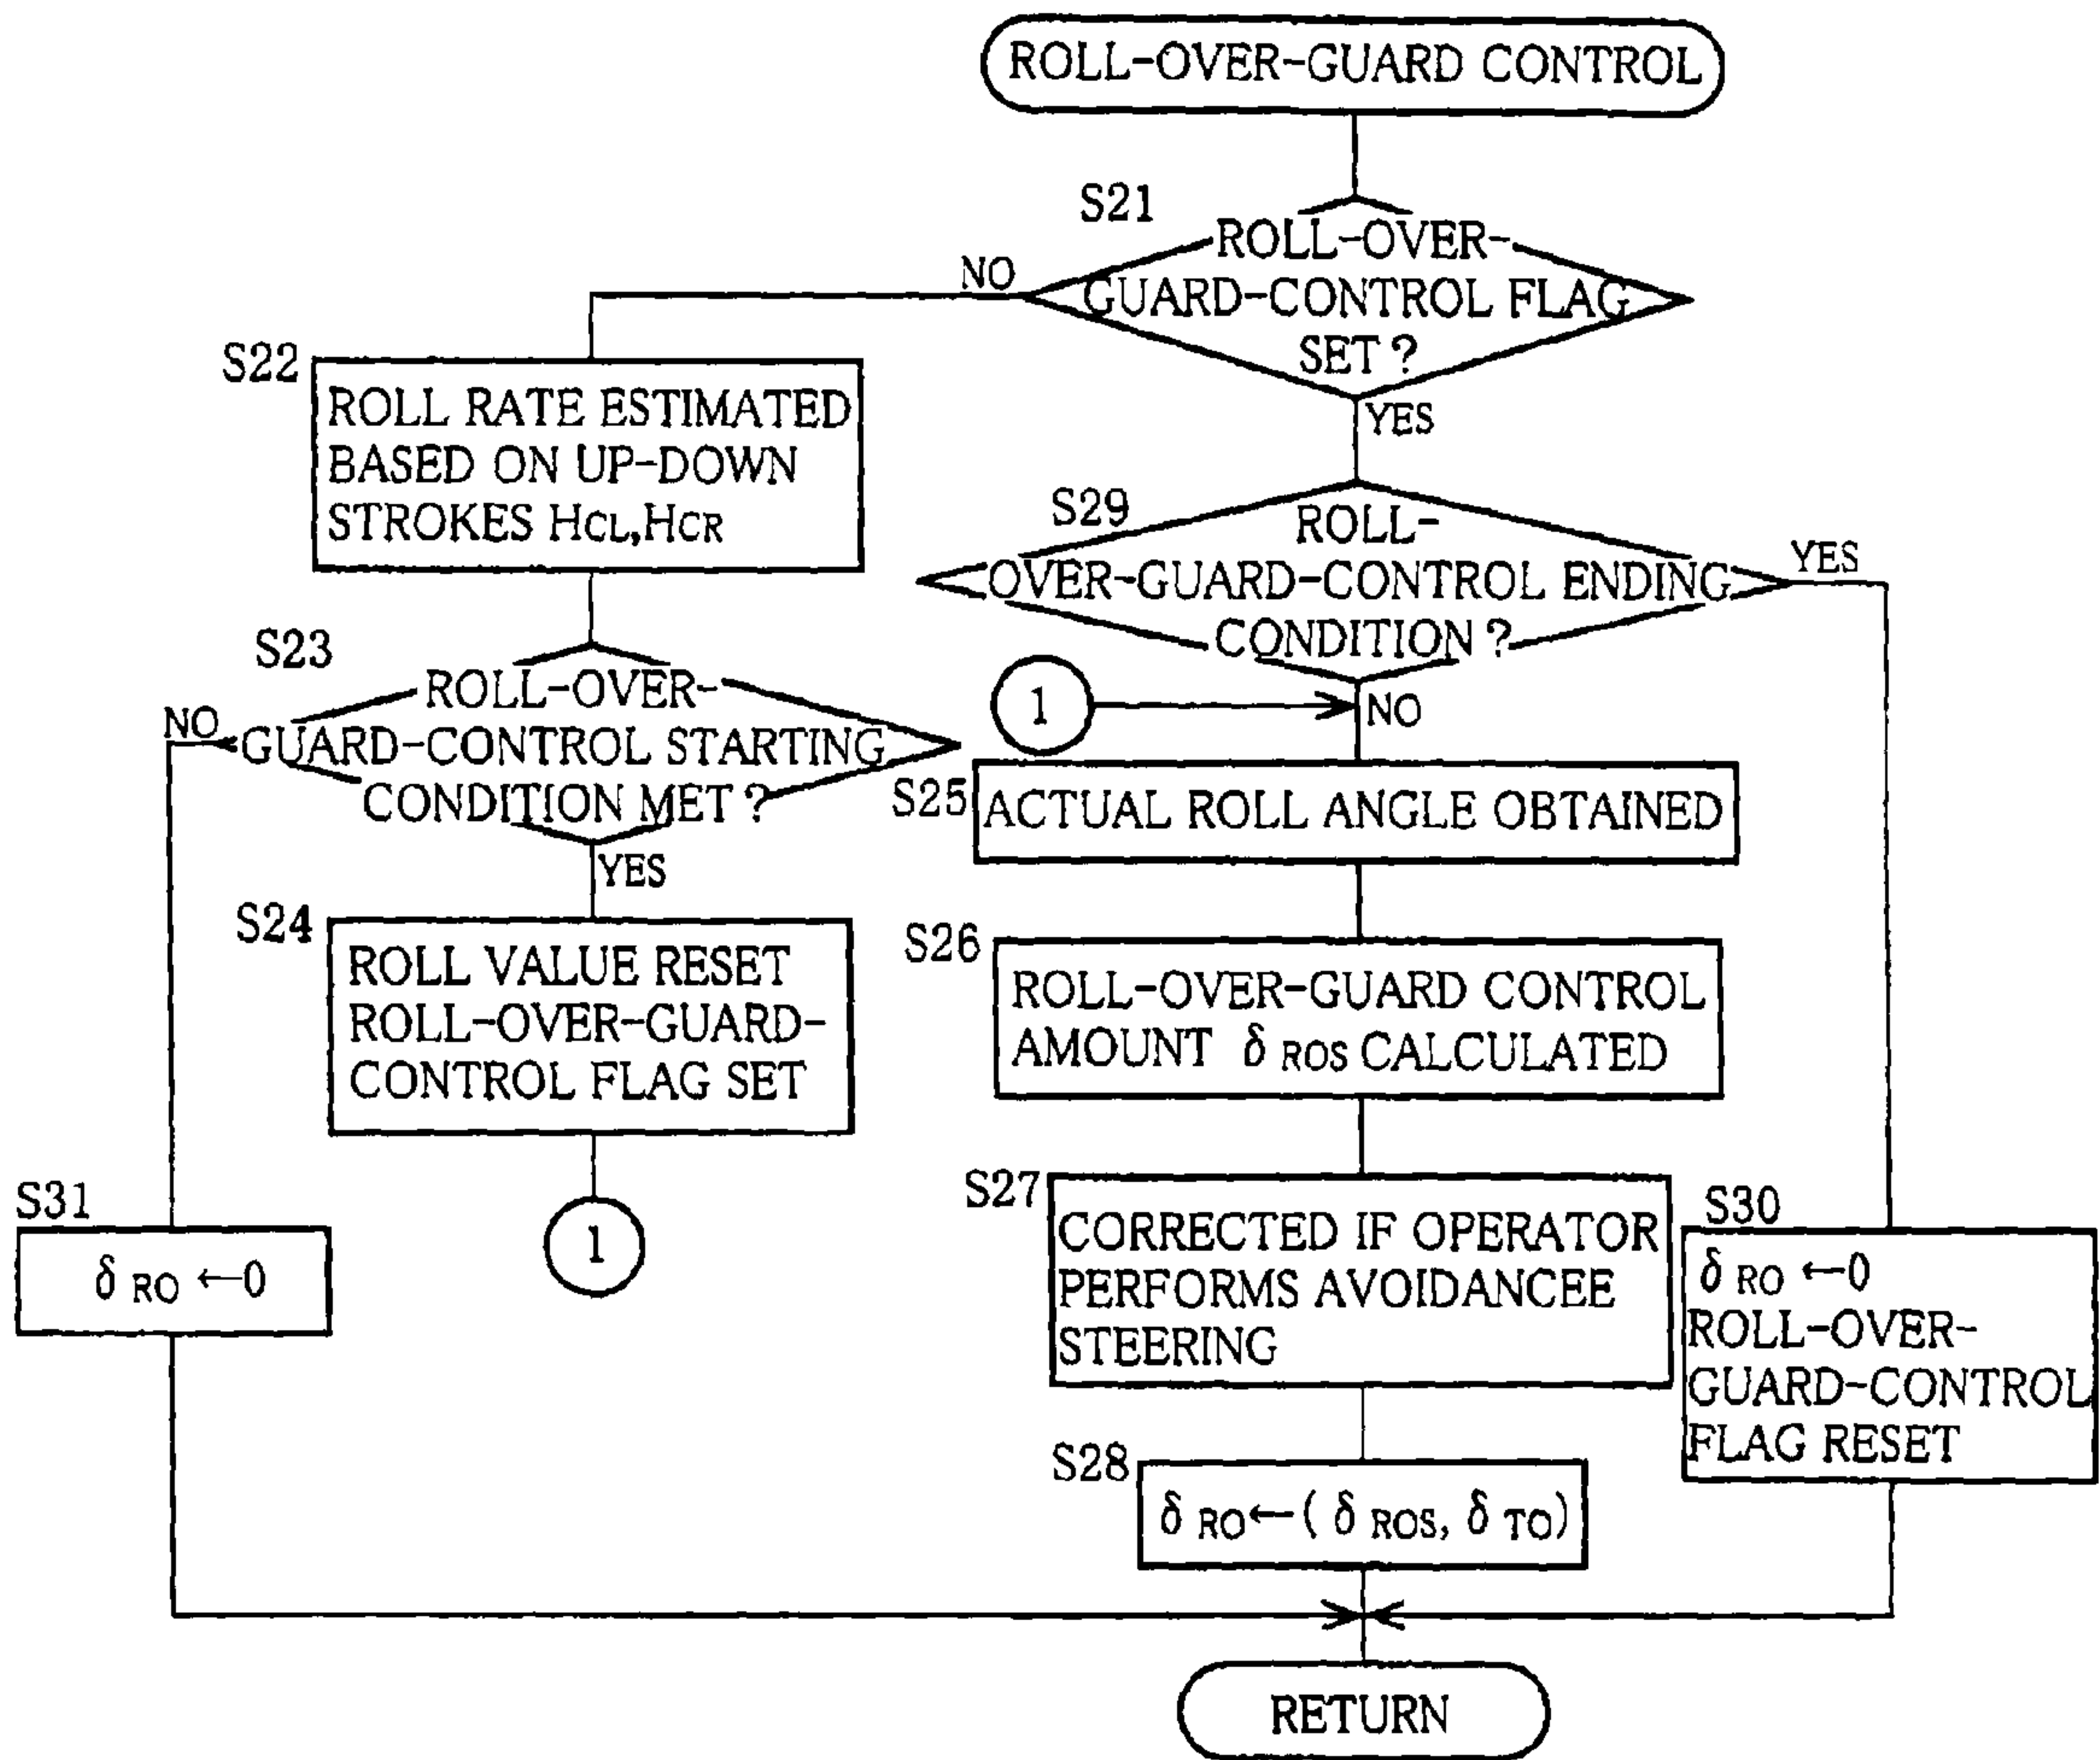 ROLL-OVER-GUARD CONTROL
S21
ROLL-OVER-
GUARD-CONTROL FLAG
SET?
NO
YES
S22
ROLL RATE ESTIMATED
BASED ON UP-DOWN
STROKES HCL,HCR
S29
ROLL-
OVER-GUARD-CONTROL ENDING
CONDITION?
YES
NO
S23
ROLL-OVER-
GUARD-CONTROL STARTING
CONDITION MET?
NO
YES
1
S25
ACTUAL ROLL ANGLE OBTAINED
S24
ROLL VALUE RESET
ROLL-OVER-GUARD-
CONTROL FLAG SET
1
S26
ROLL-OVER-GUARD CONTROL
AMOUNT δ ROS CALCULATED
S27
CORRECTED IF OPERATOR
PERFORMS AVOIDANCEE
STEERING
S30
δ RO ←0
ROLL-OVER-
GUARD-CONTROL
FLAG RESET
S31
δ RO ←0
S28
δ RO←( δ ROS, δ TO)
RETURN